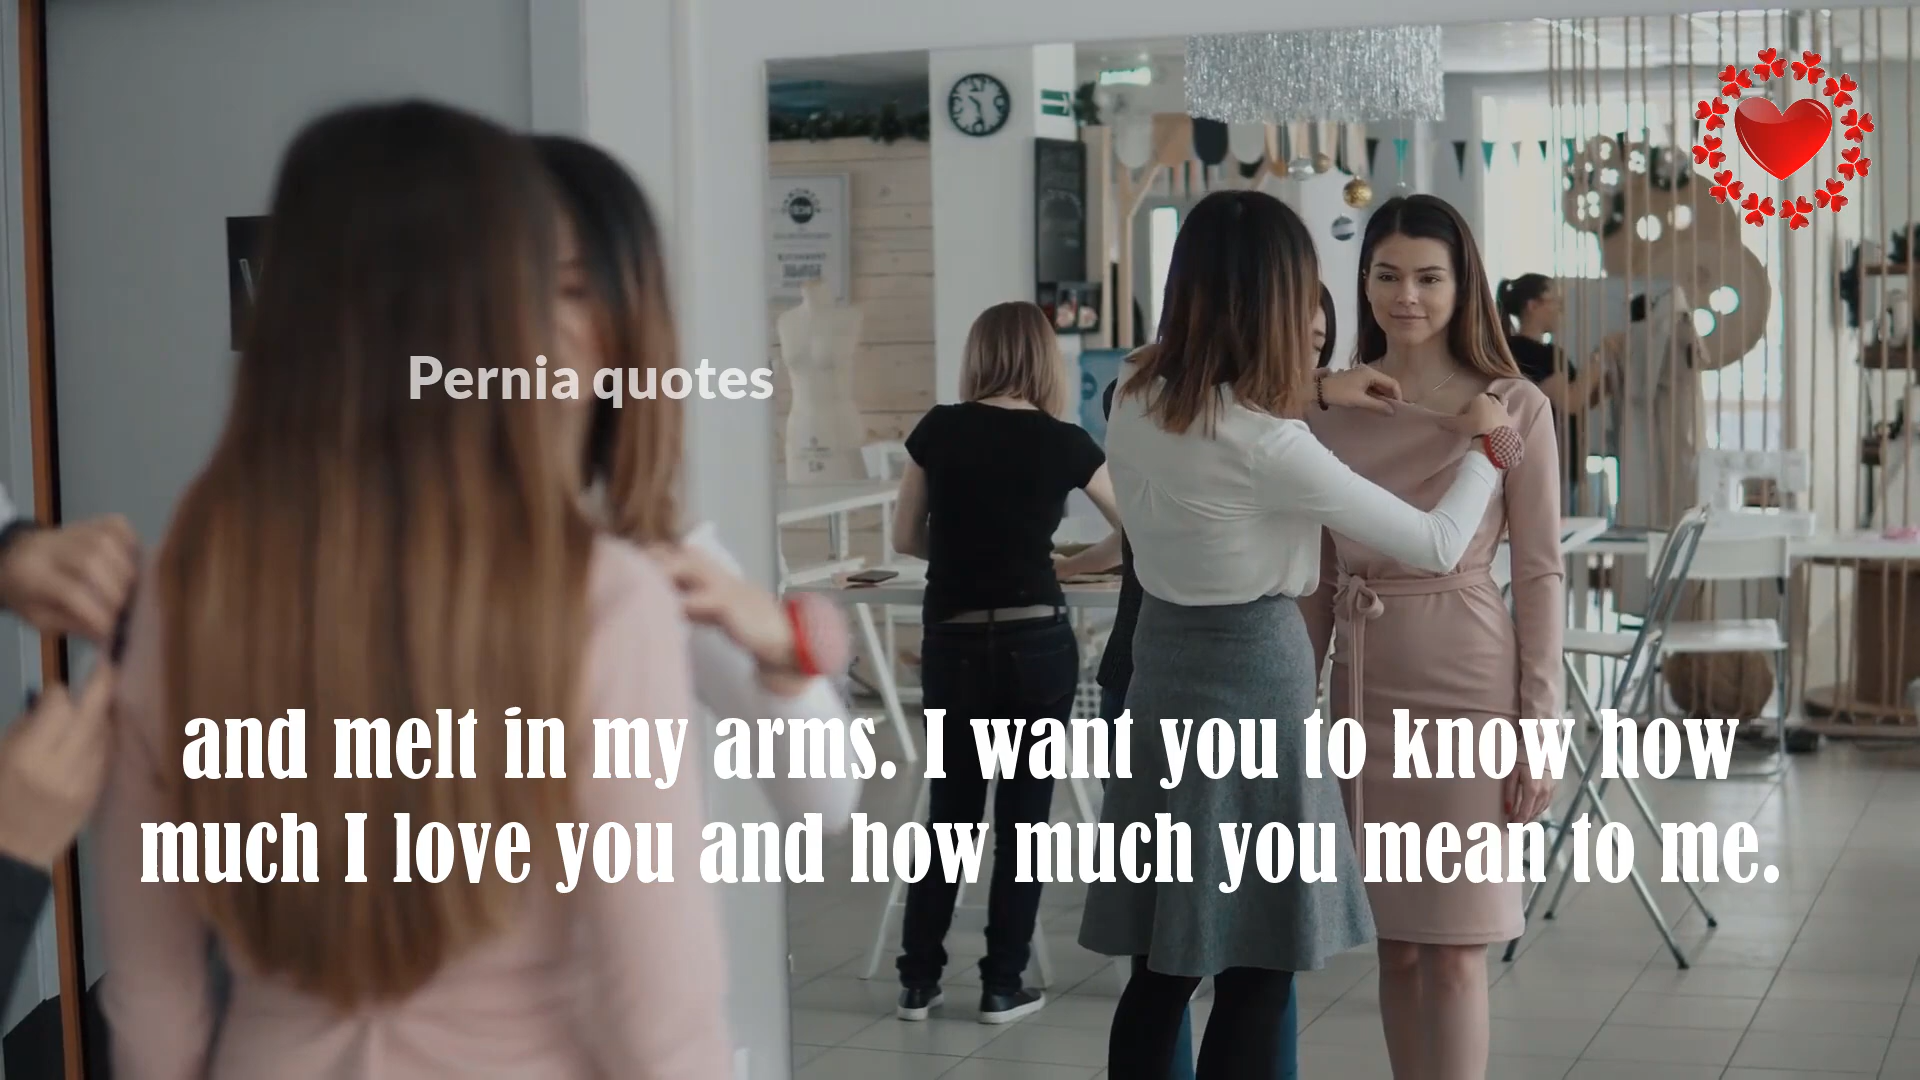 Pernia quotes
and melt in my arms. I want you to know how
much I love you and how much you mean to me.